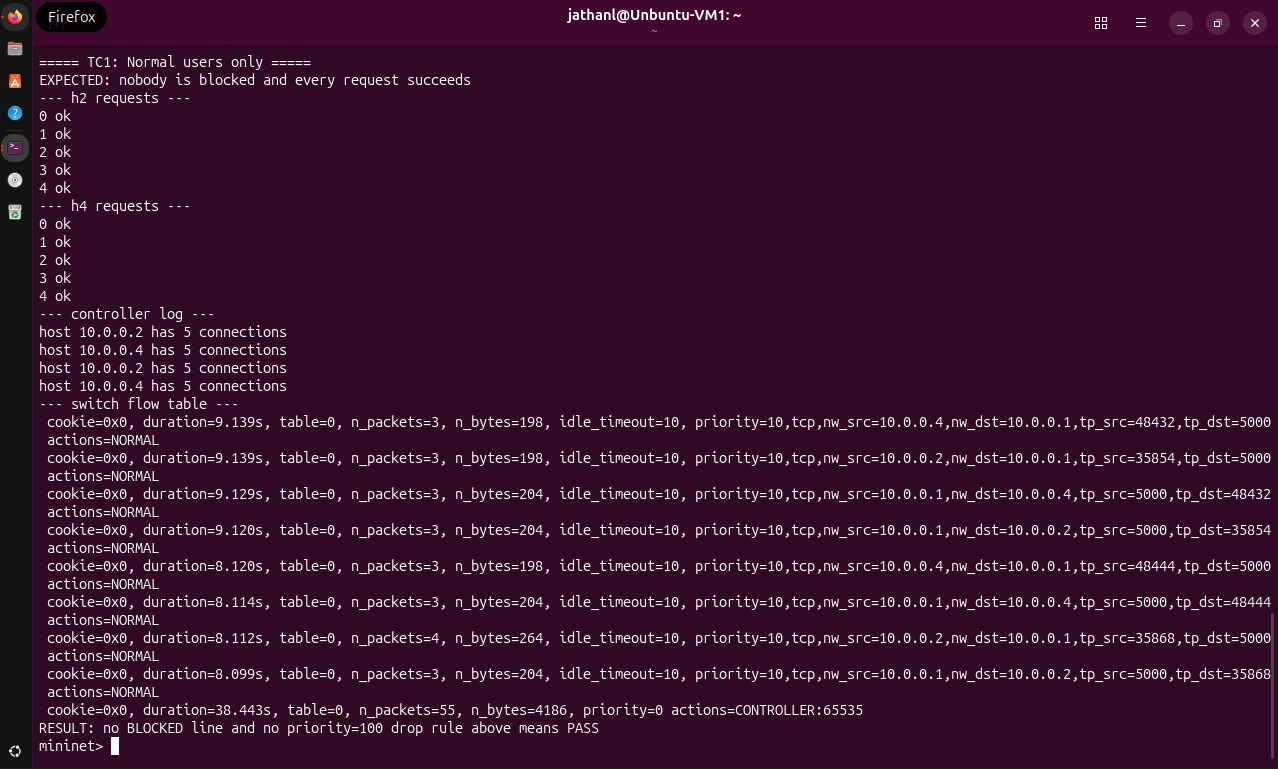 Firefox
jathanl@Unbuntu-VM1: ~
~
===== TC1: Normal users only =====
EXPECTED: nobody is blocked and every request succeeds
--- h2 requests ---
0 ok
1 ok
2 ok
3 ok
4 ok
--- h4 requests ---
0 ok
1 ok
2 ok
3 ok
4 ok
--- controller log ---
host 10.0.0.2 has 5 connections
host 10.0.0.4 has 5 connections
host 10.0.0.2 has 5 connections
host 10.0.0.4 has 5 connections
--- switch flow table ---
cookie=0x0, duration=9.139s, table=0, n_packets=3, n_bytes=198, idle_timeout=10, priority=10,tcp,nw_src=10.0.0.4,nw_dst=10.0.0.1,tp_src=48432,tp_dst=5000
actions=NORMAL
cookie=0x0, duration=9.139s, table=0, n_packets=3, n_bytes=198, idle_timeout=10, priority=10,tcp,nw_src=10.0.0.2,nw_dst=10.0.0.1,tp_src=35854,tp_dst=5000
actions=NORMAL
cookie=0x0, duration=9.129s, table=0, n_packets=3, n_bytes=204, idle_timeout=10, priority=10,tcp,nw_src=10.0.0.1,nw_dst=10.0.0.4,tp_src=5000,tp_dst=48432
actions=NORMAL
cookie=0x0, duration=9.120s, table=0, n_packets=3, n_bytes=204, idle_timeout=10, priority=10,tcp,nw_src=10.0.0.1,nw_dst=10.0.0.2,tp_src=5000,tp_dst=35854
actions=NORMAL
cookie=0x0, duration=8.120s, table=0, n_packets=3, n_bytes=198, idle_timeout=10, priority=10,tcp,nw_src=10.0.0.4,nw_dst=10.0.0.1,tp_src=48444,tp_dst=5000
actions=NORMAL
cookie=0x0, duration=8.114s, table=0, n_packets=3, n_bytes=204, idle_timeout=10, priority=10,tcp,nw_src=10.0.0.1,nw_dst=10.0.0.4,tp_src=5000,tp_dst=48444
actions=NORMAL
cookie=0x0, duration=8.112s, table=0, n_packets=4, n_bytes=264, idle_timeout=10, priority=10,tcp,nw_src=10.0.0.2,nw_dst=10.0.0.1,tp_src=35868,tp_dst=5000
actions=NORMAL
cookie=0x0, duration=8.099s, table=0, n_packets=3, n_bytes=204, idle_timeout=10, priority=10,tcp,nw_src=10.0.0.1,nw_dst=10.0.0.2,tp_src=5000,tp_dst=35868
actions=NORMAL
cookie=0x0, duration=38.443s, table=0, n_packets=55, n_bytes=4186, priority=0 actions=CONTROLLER:65535
RESULT: no BLOCKED line and no priority=100 drop rule above means PASS
mininet>